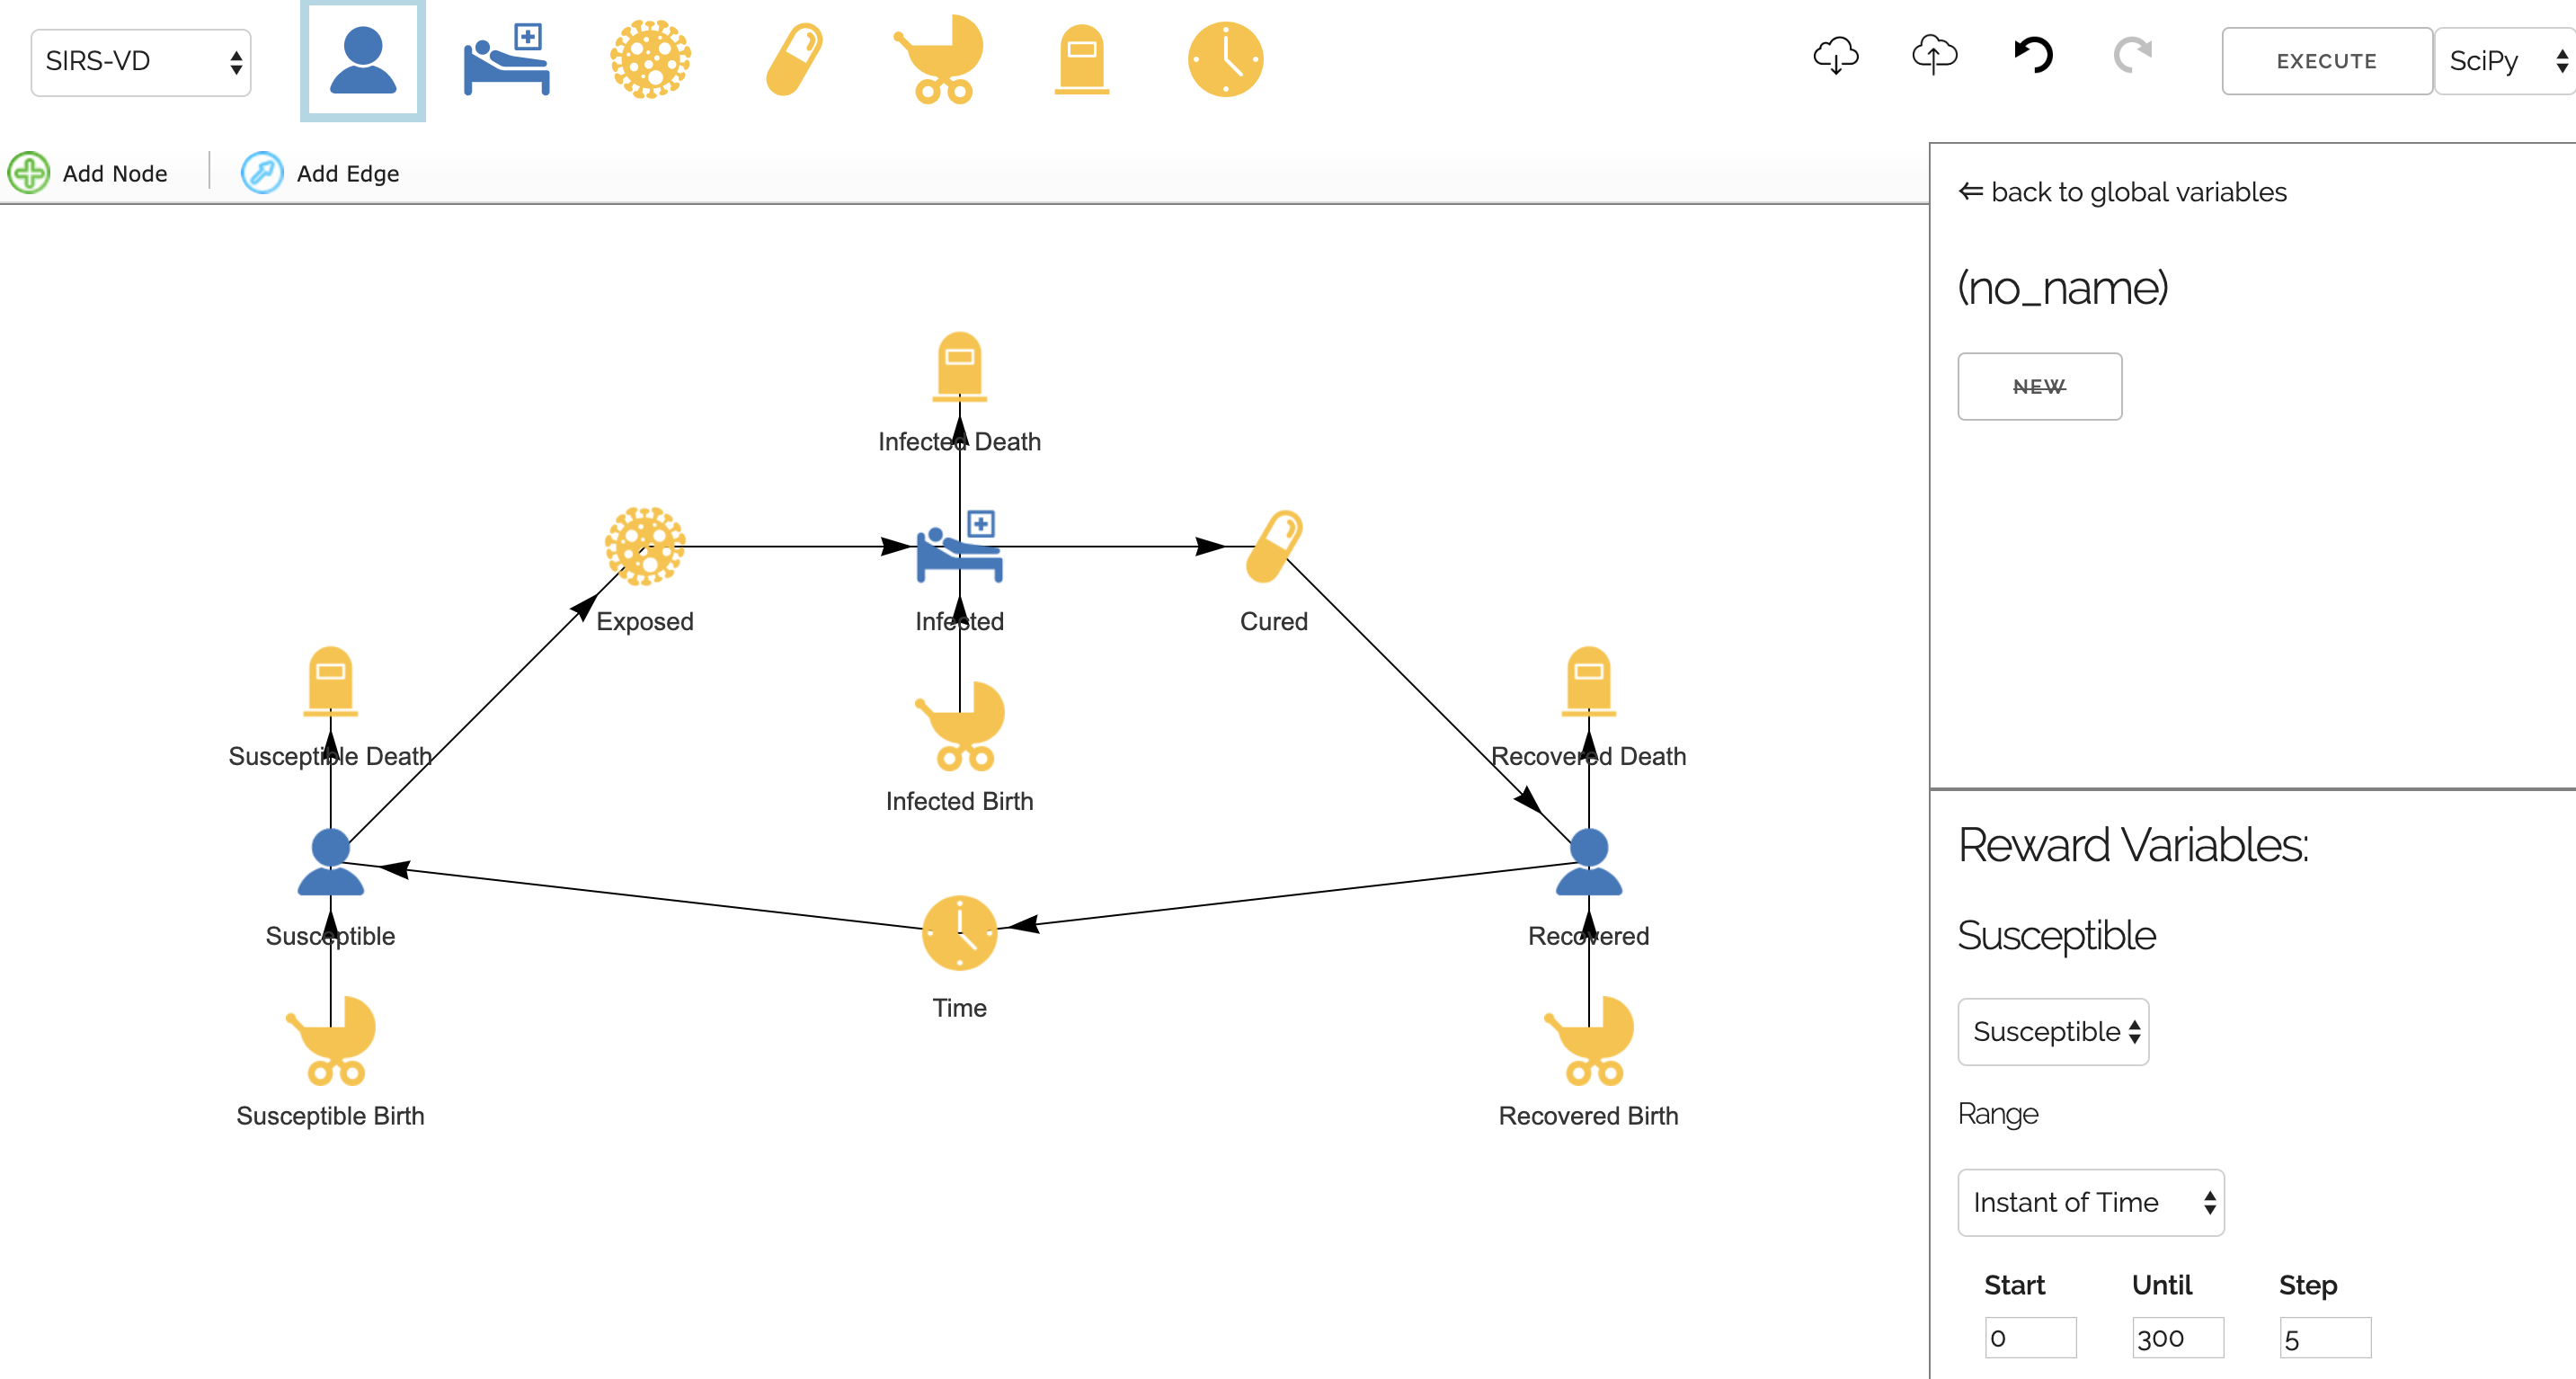 SIRS-VD
EXECUTE
SciPy
Add Node
Add Edge
⇐ back to global variables
(no_name)
NEW
Infected Death
Exposed
Infected
Cured
Susceptible Death
Recovered Death
Infected Birth
Susceptible
Recovered
Time
Susceptible Birth
Recovered Birth
Reward Variables:
Susceptible
Susceptible
Range
Instant of Time
Start Until Step
0 300 5